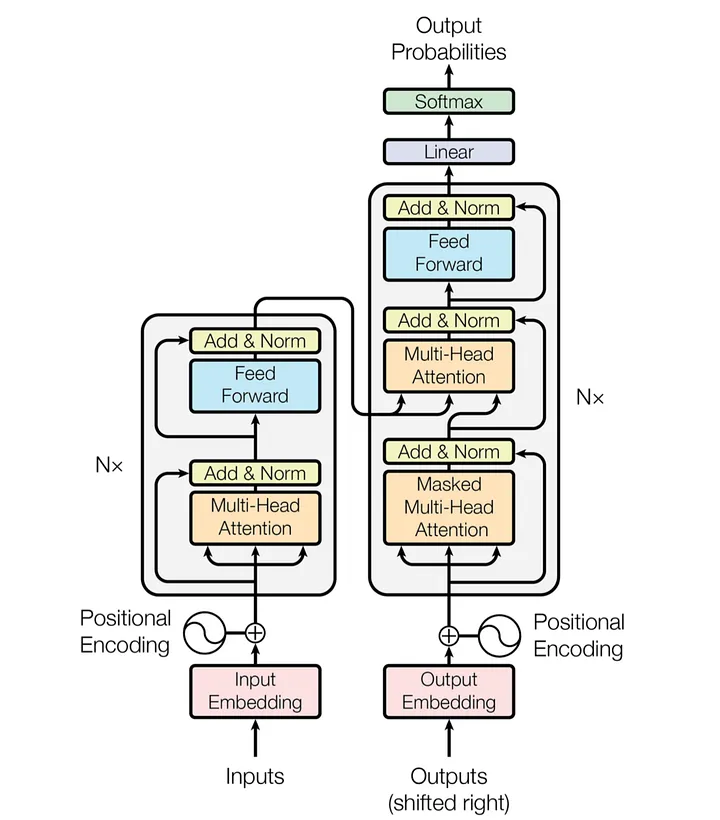 Output
Probabilities
Softmax
Linear
Add & Norm
Feed
Forward
Add & Norm
Multi-Head
Attention
Add & Norm
Masked
Multi-Head
Attention
Nx
Add & Norm
Feed
Forward
Add & Norm
Multi-Head
Attention
Nx
Positional
Encoding
Positional
Encoding
Input
Embedding
Output
Embedding
Inputs
Outputs
(shifted right)